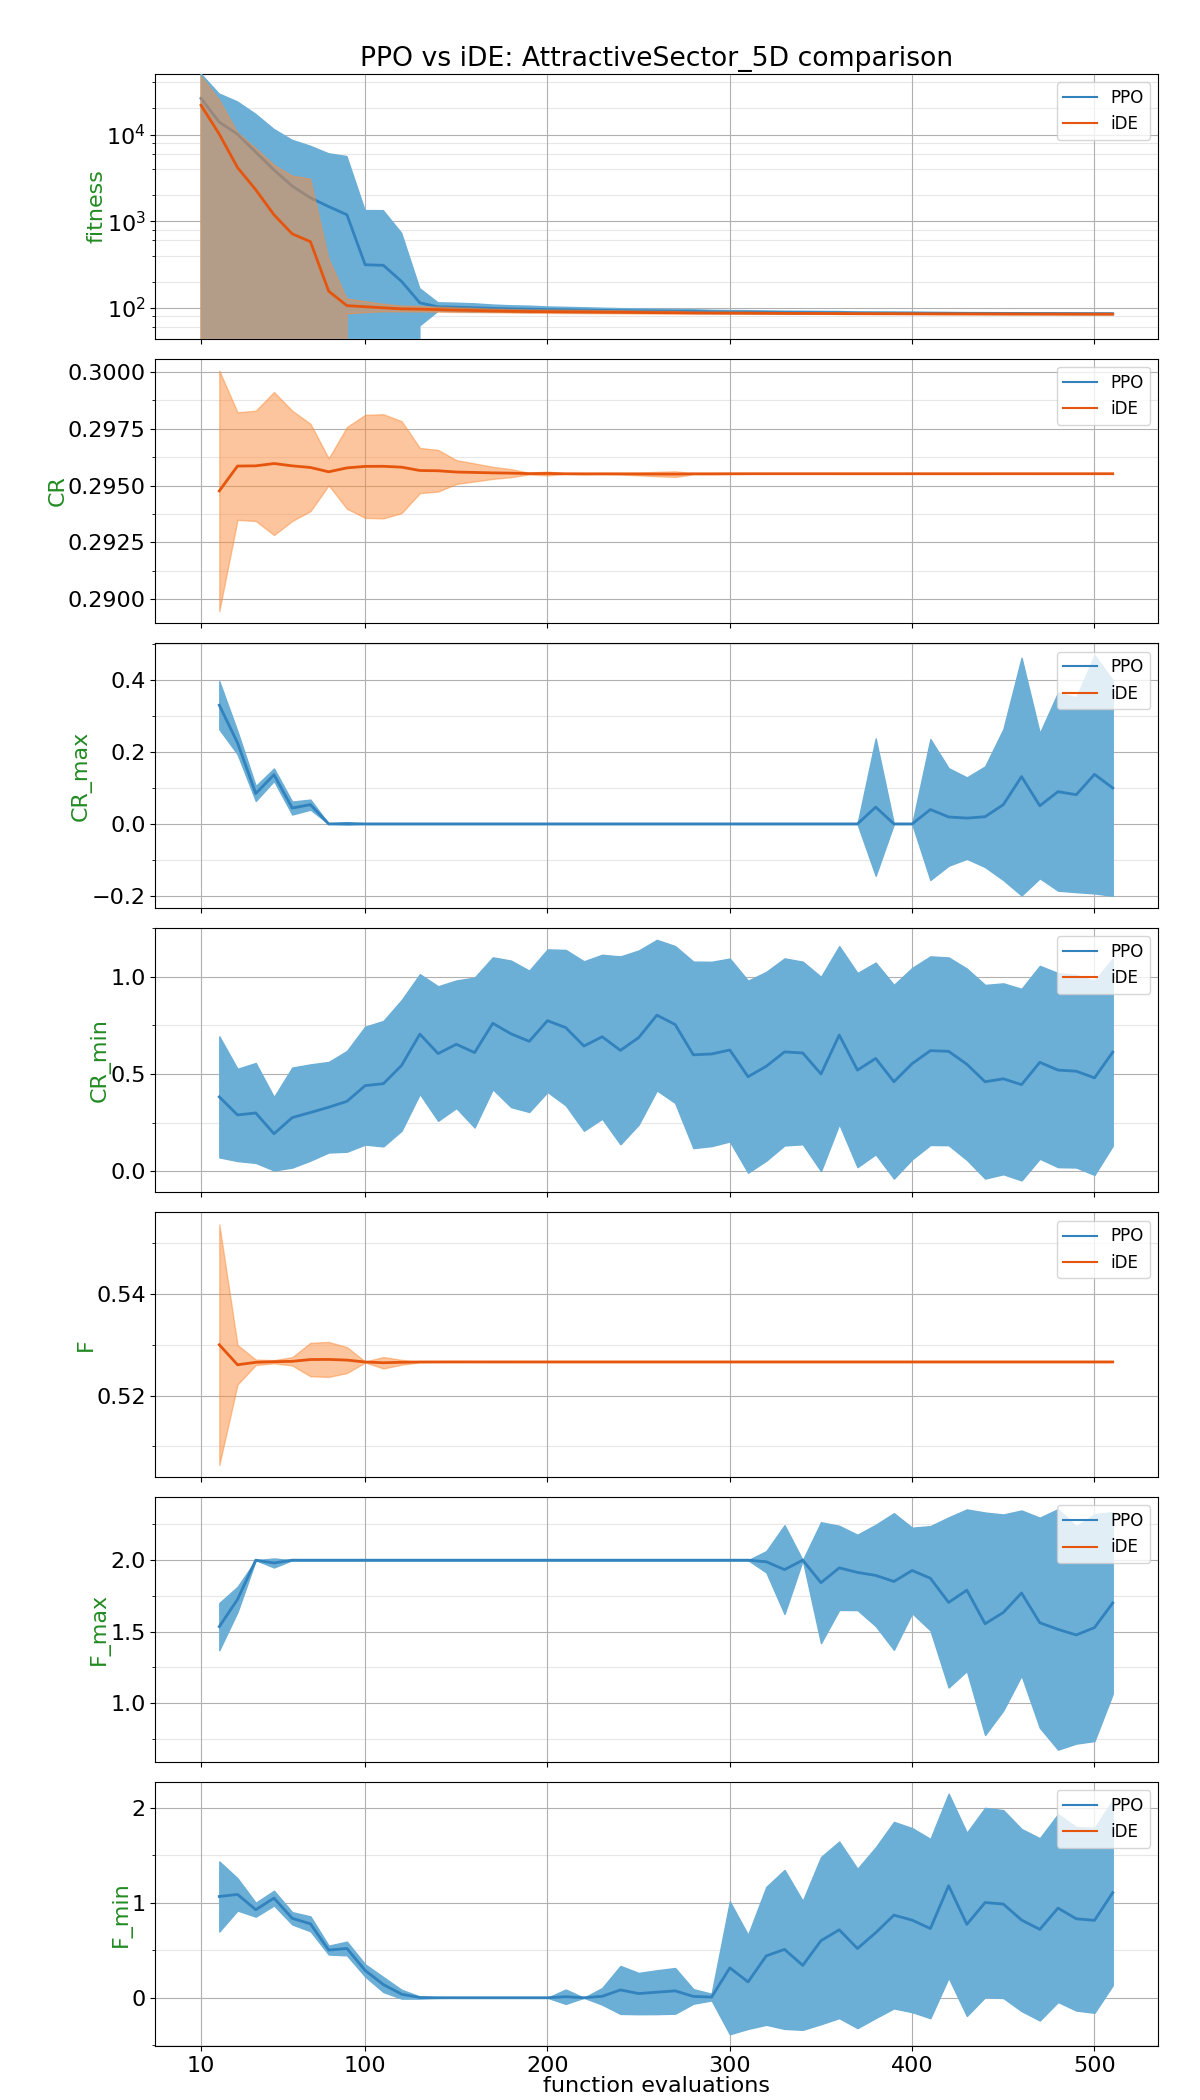 PPO vs iDE: AttractiveSector_5D comparison
PPO
iDE
10^4
10^3
10^2
fitness
PPO
iDE
0.3000
0.2975
0.2950
0.2925
0.2900
CR
PPO
iDE
0.4
0.2
0.0
−0.2
CR_max
PPO
iDE
1.0
0.5
0.0
CR_min
PPO
iDE
0.54
0.52
F
PPO
iDE
2.0
1.5
1.0
F_max
PPO
iDE
2
1
0
F_min
10 100 200 300 400 500
function evaluations